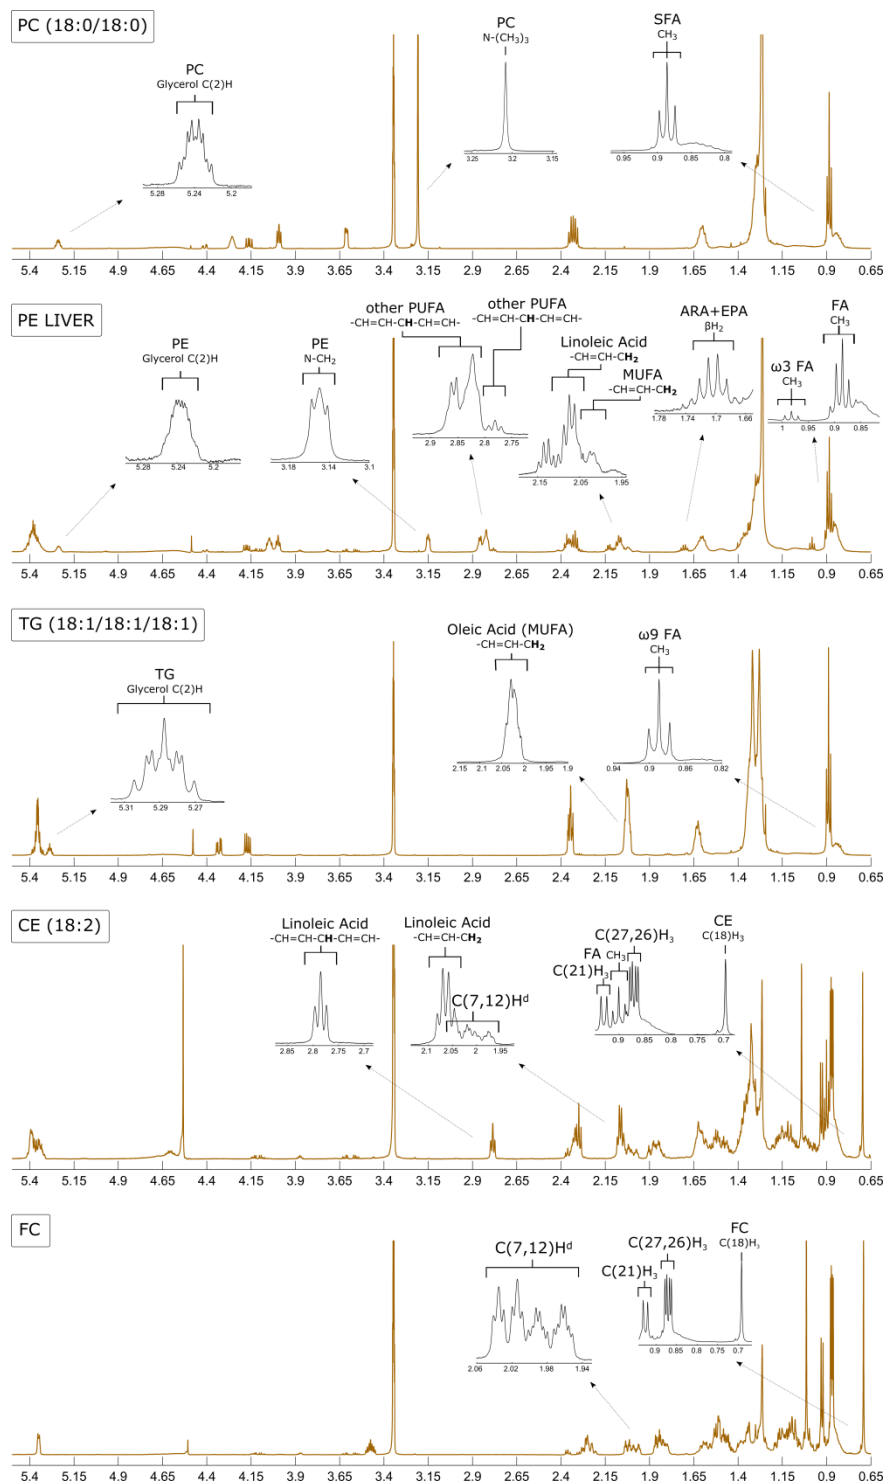 PC (18:0/18:0)
PC
Glycerol C(2)H
5.28 5.24 5.2
PC
N-(CH₃)₃
3.25 3.2 3.15
SFA
CH₃
0.95 0.9 0.85 0.8
5.4 5.15 4.9 4.65 4.4 4.15 3.9 3.65 3.4 3.15 2.9 2.65 2.4 2.15 1.9 1.65 1.4 1.15 0.9 0.65
PE LIVER
PE
Glycerol C(2)H
5.28 5.24 5.2
PE
N-CH₂
3.18 3.14 3.1
other PUFA
-CH=CH-CH-CH=CH-
other PUFA
-CH=CH-CH-CH=CH-
2.9 2.85 2.8 2.75
Linoleic Acid
-CH=CH-CH₂
MUFA
-CH=CH-CH₂
2.15 2.05 1.95
ARA+EPA
βH₂
1.78 1.74 1.7 1.66
ω3 FA
CH₃
FA
CH₃
1 0.95 0.9 0.85
5.4 5.15 4.9 4.65 4.4 4.15 3.9 3.65 3.4 3.15 2.9 2.65 2.4 2.15 1.9 1.65 1.4 1.15 0.9 0.65
TG (18:1/18:1/18:1)
TG
Glycerol C(2)H
5.31 5.29 5.27
Oleic Acid (MUFA)
-CH=CH-CH₂
2.15 2.1 2.05 2 1.95 1.9
ω9 FA
CH₃
0.94 0.9 0.86 0.82
5.4 5.15 4.9 4.65 4.4 4.15 3.9 3.65 3.4 3.15 2.9 2.65 2.4 2.15 1.9 1.65 1.4 1.15 0.9 0.65
CE (18:2)
Linoleic Acid
-CH=CH-CH-CH=CH-
2.85 2.8 2.75 2.7
Linoleic Acid
-CH=CH-CH₂
C(7,12)Hᵈ
2.1 2.05 2 1.95
C(27,26)H₃
FA CH₃
C(21)H₃
CE
C(18)H₃
0.9 0.85 0.8 0.75 0.7
5.4 5.15 4.9 4.65 4.4 4.15 3.9 3.65 3.4 3.15 2.9 2.65 2.4 2.15 1.9 1.65 1.4 1.15 0.9 0.65
FC
C(7,12)Hᵈ
2.06 2.02 1.98 1.94
C(27,26)H₃
C(21)H₃
FC
C(18)H₃
0.9 0.85 0.8 0.75 0.7
5.4 5.15 4.9 4.65 4.4 4.15 3.9 3.65 3.4 3.15 2.9 2.65 2.4 2.15 1.9 1.65 1.4 1.15 0.9 0.65